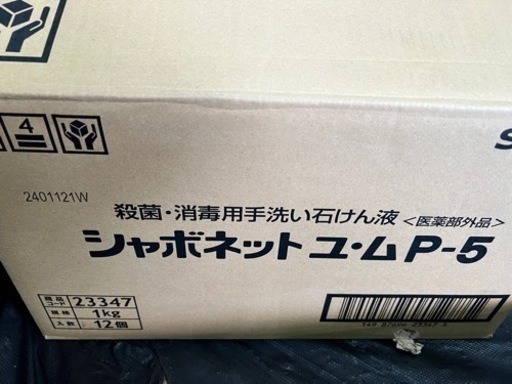 4
S
2401121W
殺菌・消毒用手洗い石けん液<医薬部外品>
シャボネット ユ・ム P-5
商品コード 23347
規格 1kg
入数 12個